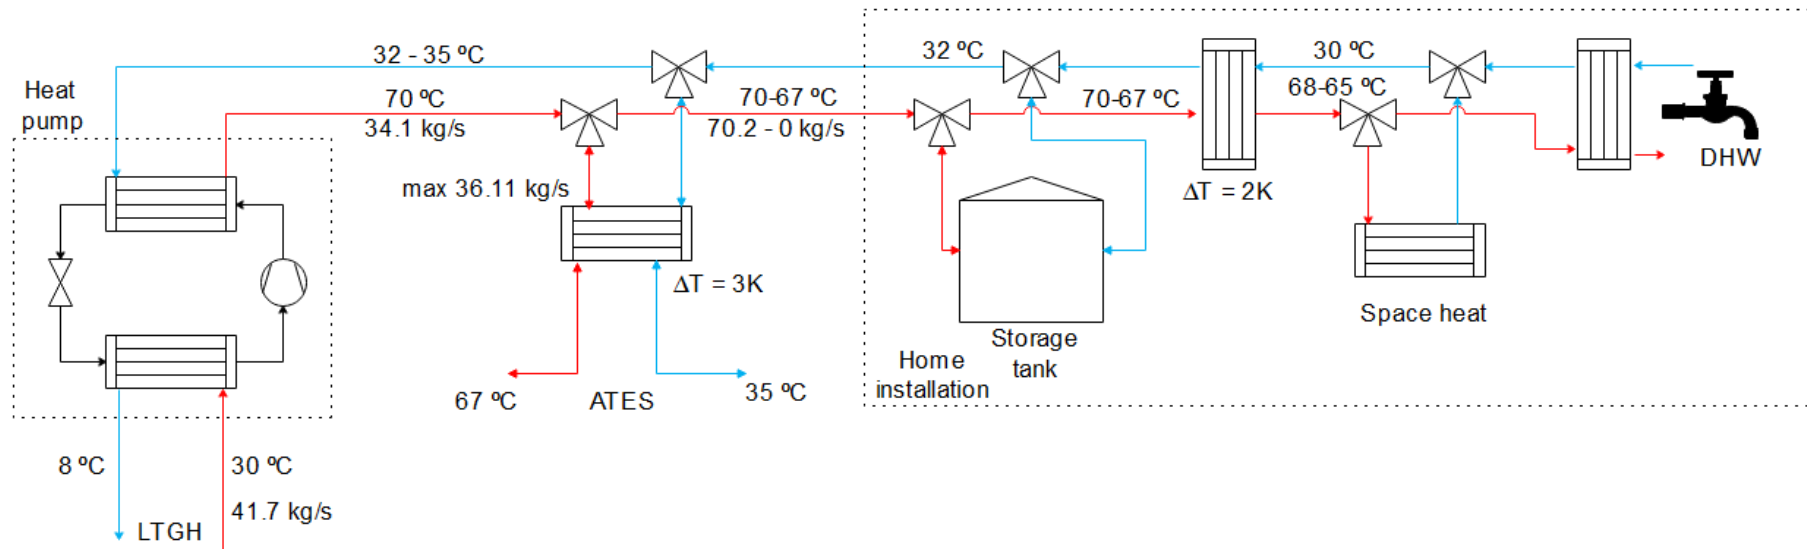 Heat
pump
32 - 35 ºC
70 ºC
34.1 kg/s
max 36.11 kg/s
70-67 ºC
70.2 - 0 kg/s
32 ºC
70-67 ºC
30 ºC
68-65 ºC
DHW
ΔT = 2K
ΔT = 3K
Space heat
Storage
tank
Home
installation
67 ºC
ATES
35 ºC
8 ºC
30 ºC
41.7 kg/s
LTGH